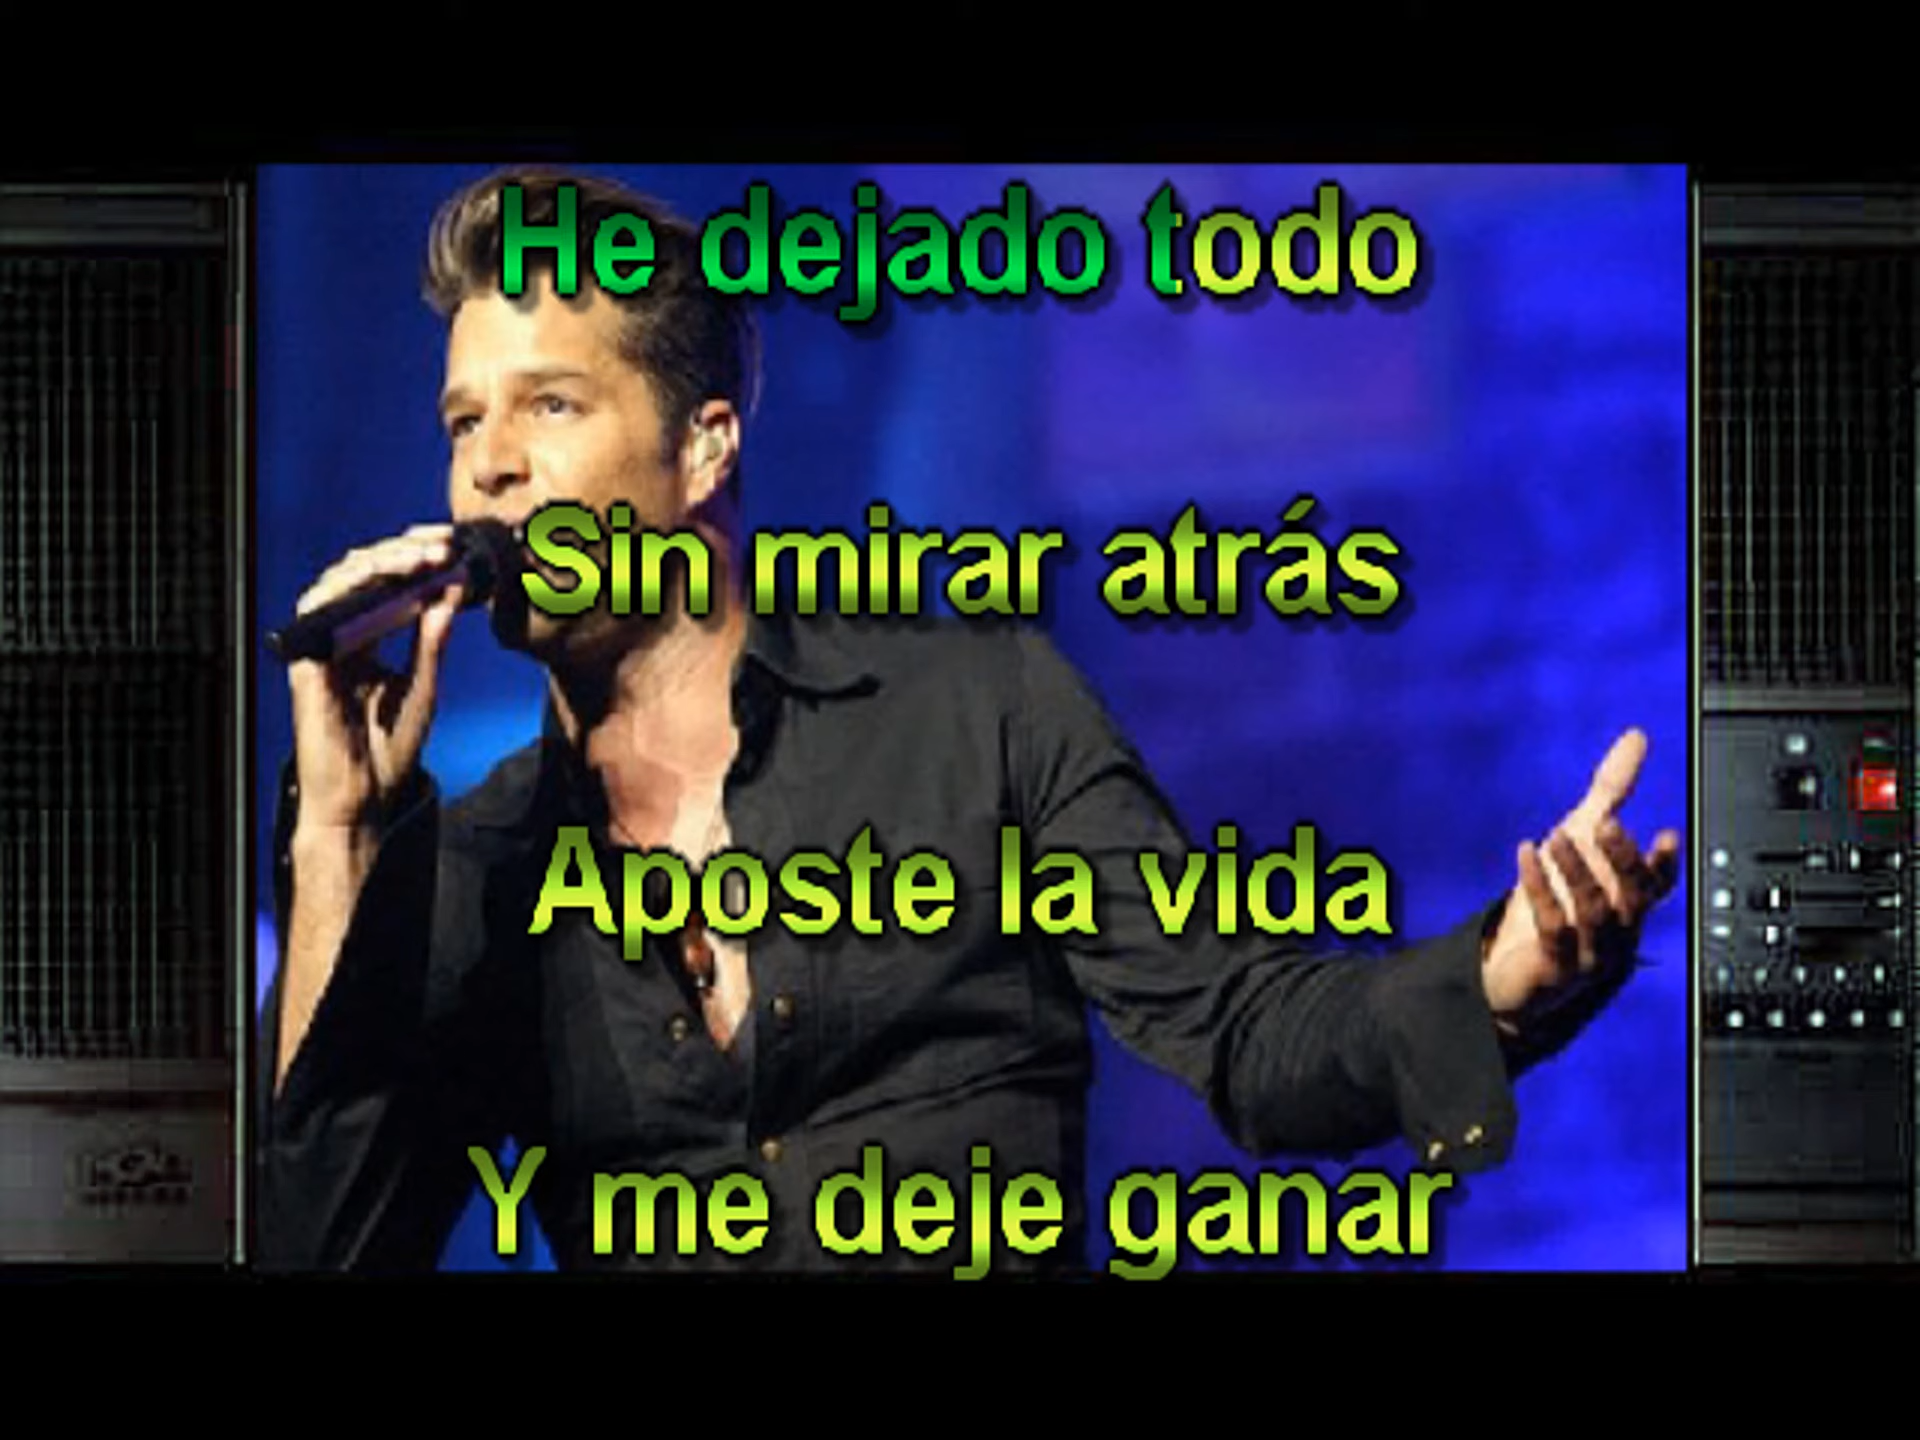 He dejado todo
Sin mirar atrás
Aposte la vida
Y me deje ganar